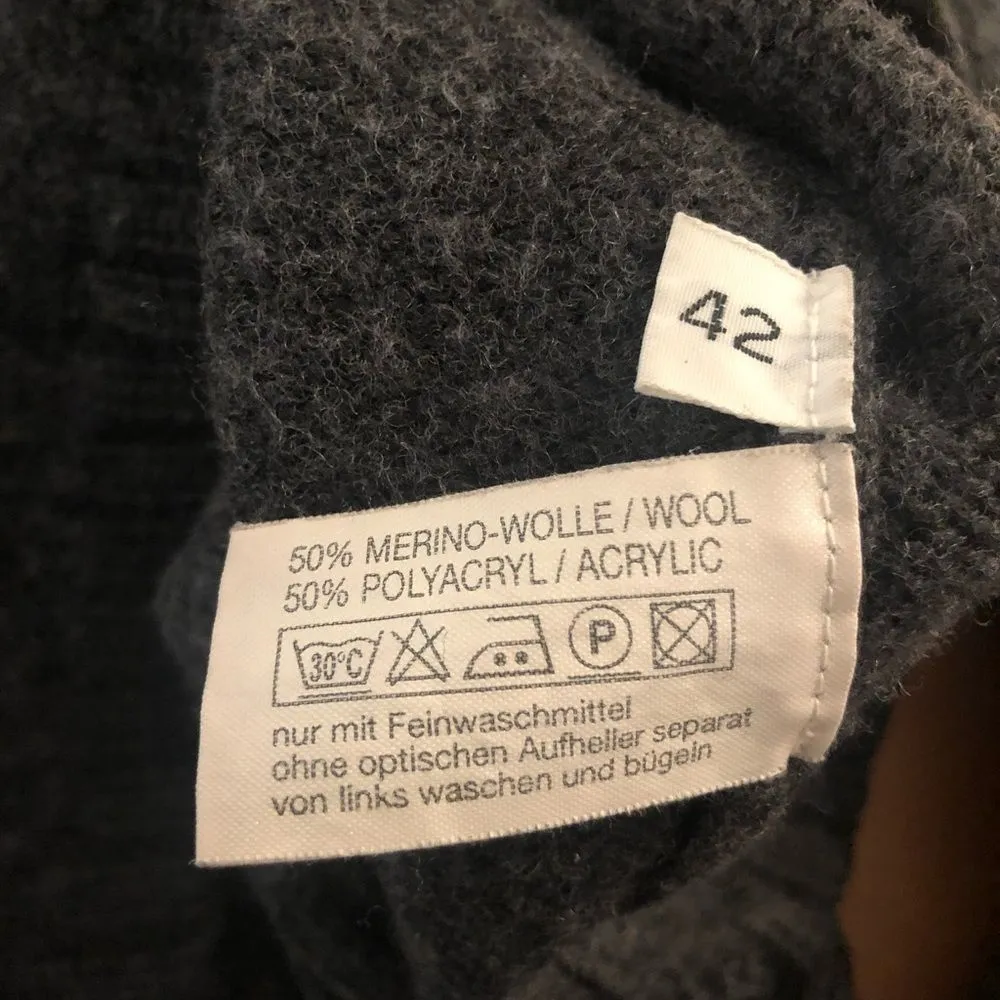 42
50% MERINO-WOLLE / WOOL
50% POLYACRYL / ACRYLIC
30°C P
nur mit Feinwaschmittel
ohne optischen Aufheller separat
von links waschen und bügeln